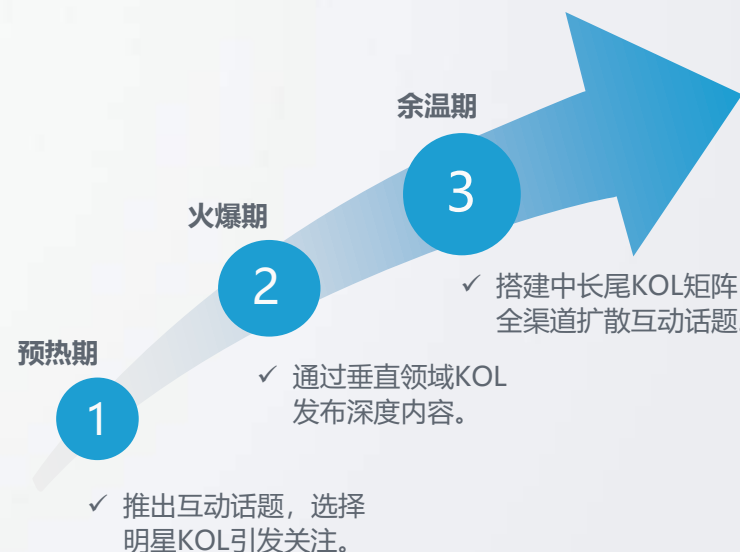 余温期
3
火爆期
2
✓ 搭建中长尾KOL矩阵
全渠道扩散互动话题
预热期
1
✓ 通过垂直领域KOL
发布深度内容。
✓ 推出互动话题，选择
明星KOL引发关注。